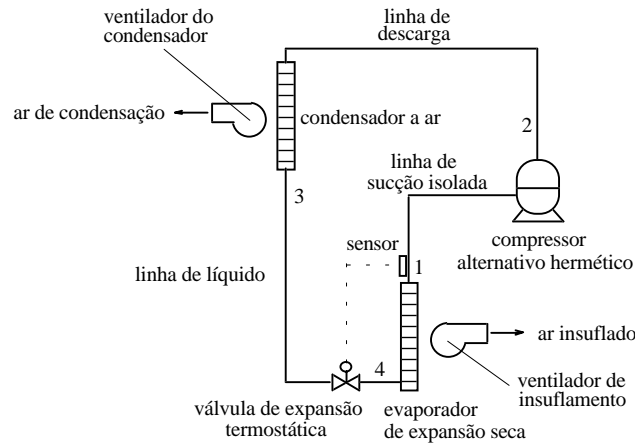 ventilador do
condensador
linha de
descarga
ar de condensação
condensador a ar
2
linha de
sucção isolada
3
sensor
1
compressor
alternativo hermético
linha de líquido
ar insuflado
4
válvula de expansão
termostática
evaporador
de expansão seca
ventilador de
insuflamento